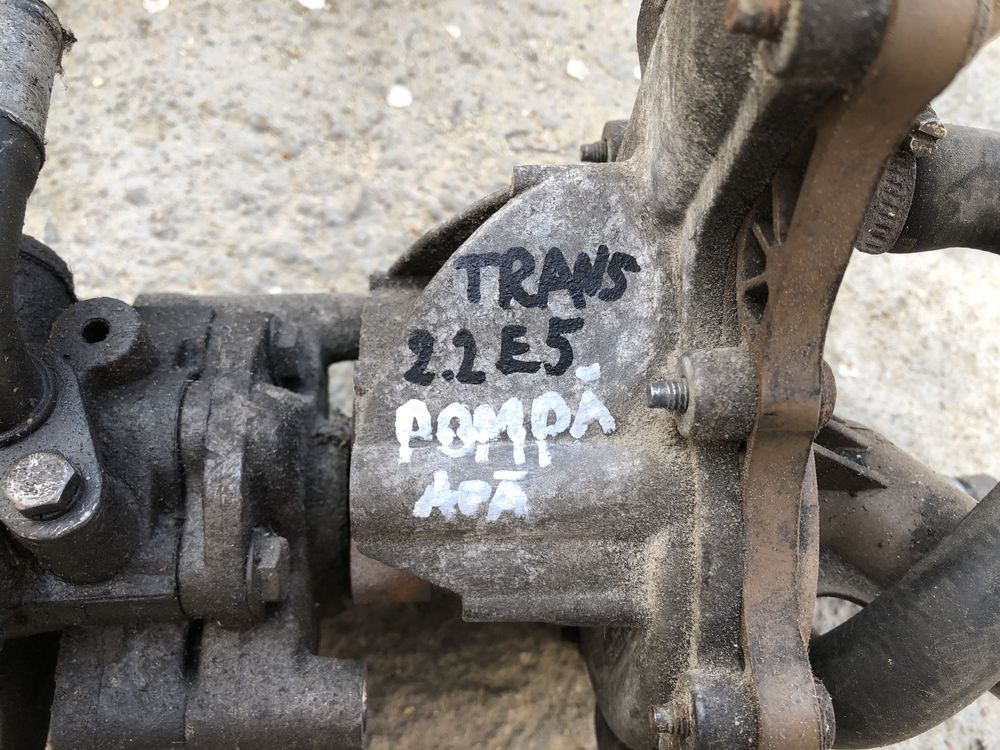 TRANS
2.2 E5
POMPĂ
APĂ